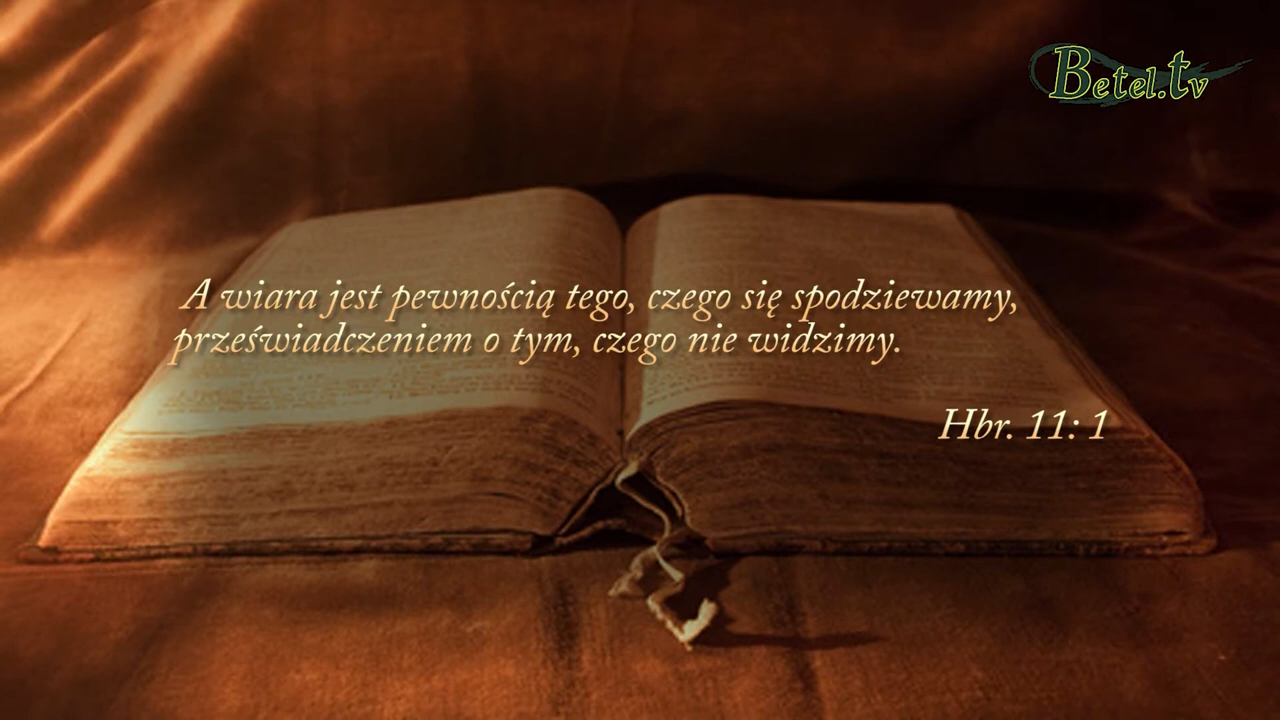 Betel.tv
A wiara jest pewnością tego, czego się spodziewamy,
przeświadczeniem o tym, czego nie widzimy.
Hbr. 11: 1